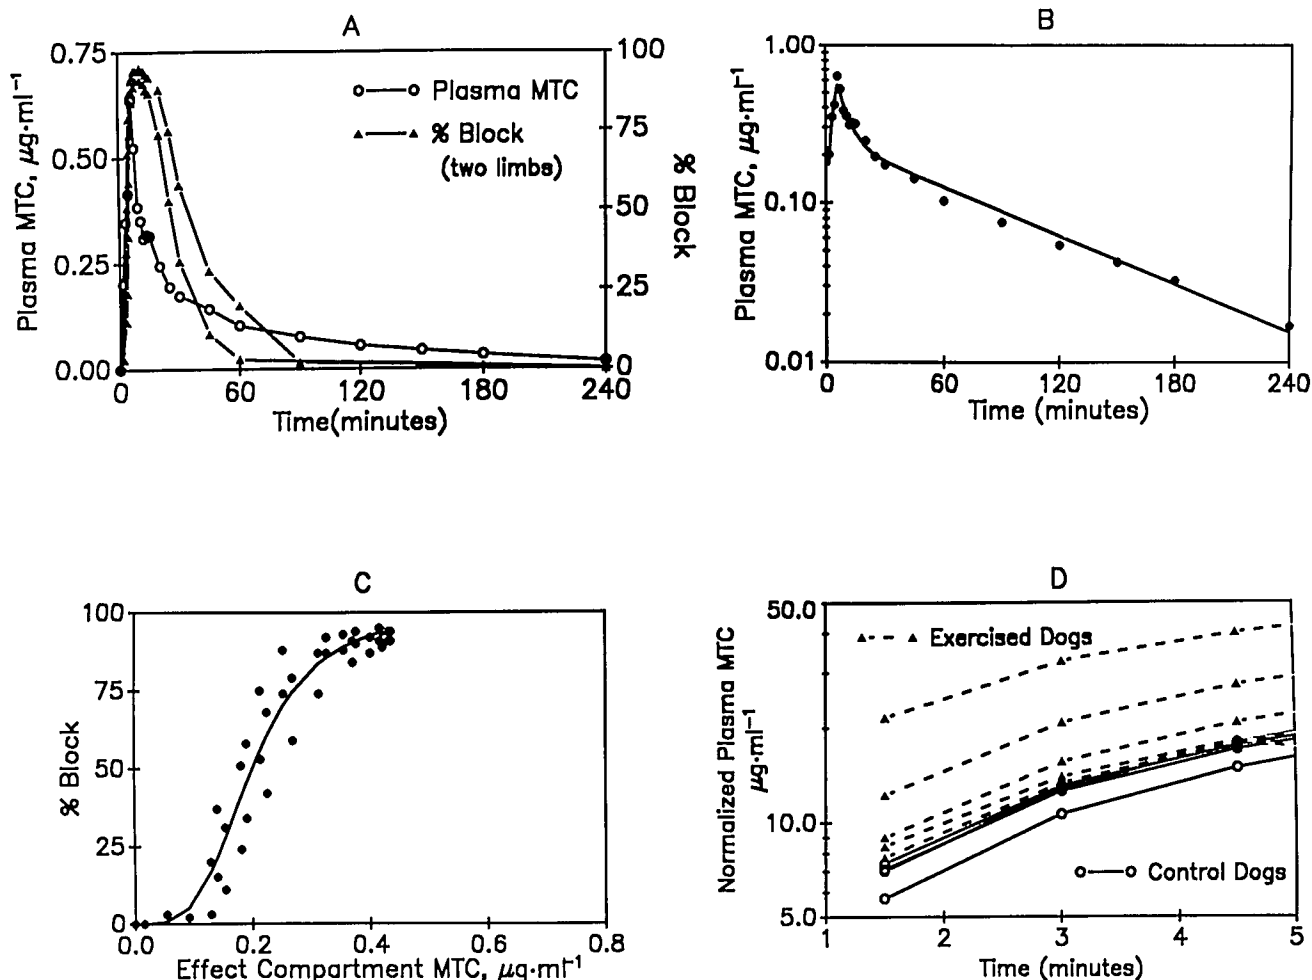 A
0.75
0.50
0.25
0.00
Plasma MTC, μg·ml⁻¹
Plasma MTC
% Block
(two limbs)
100
75
50
25
0
% Block
0 60 120 180 240
Time(minutes)
B
1.00
0.10
0.01
Plasma MTC, μg·ml⁻¹
0 60 120 180 240
Time (minutes)
C
100
75
50
25
0
% Block
0.0 0.2 0.4 0.6 0.8
Effect Compartment MTC, μg·ml⁻¹
D
50.0
10.0
5.0
Normalized Plasma MTC
μg·ml⁻¹
Exercised Dogs
Control Dogs
1 2 3 4 5
Time (minutes)